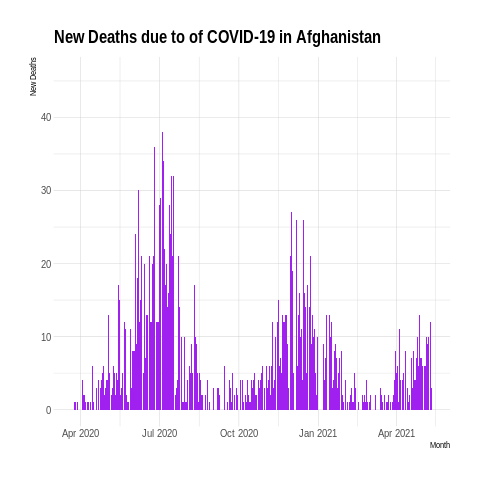 New Deaths due to of COVID-19 in Afghanistan
New Deaths
40
30
20
10
0
Apr 2020 Jul 2020 Oct 2020 Jan 2021 Apr 2021
Month